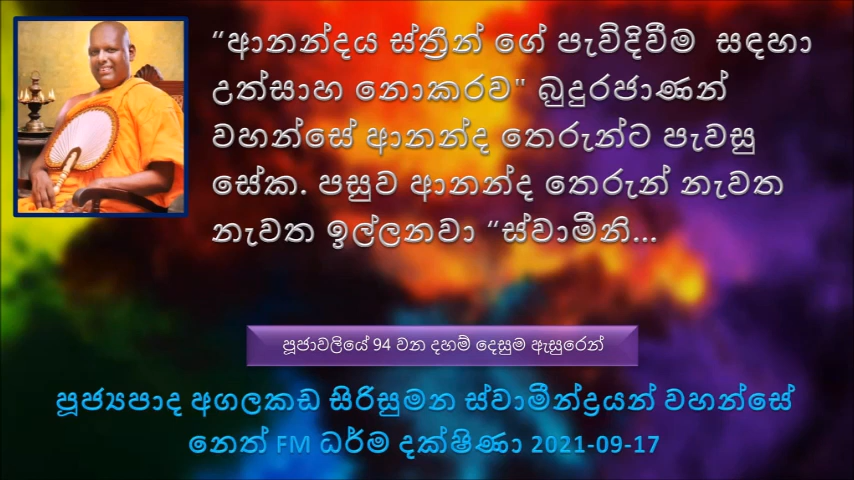 “ආනන්දය ස්ත්‍රීන් ගේ පැවිදිවීම සඳහා
උත්සාහ නොකරව" බුදුරජාණන්
වහන්සේ ආනන්ද තෙරුන්ට පැවසු
සේක. පසුව ආනන්ද තෙරුන් නැවත
නැවත ඉල්ලනවා “ස්වාමීනි...
පූජාවලියේ 94 වන දහම් දෙසුම ඇසුරෙන්
පූජ්‍යපාද අගලකඩ සිරිසුමන ස්වාමීන්ද්‍රයන් වහන්සේ
නෙත් FM ධර්ම දක්ෂිණා 2021-09-17